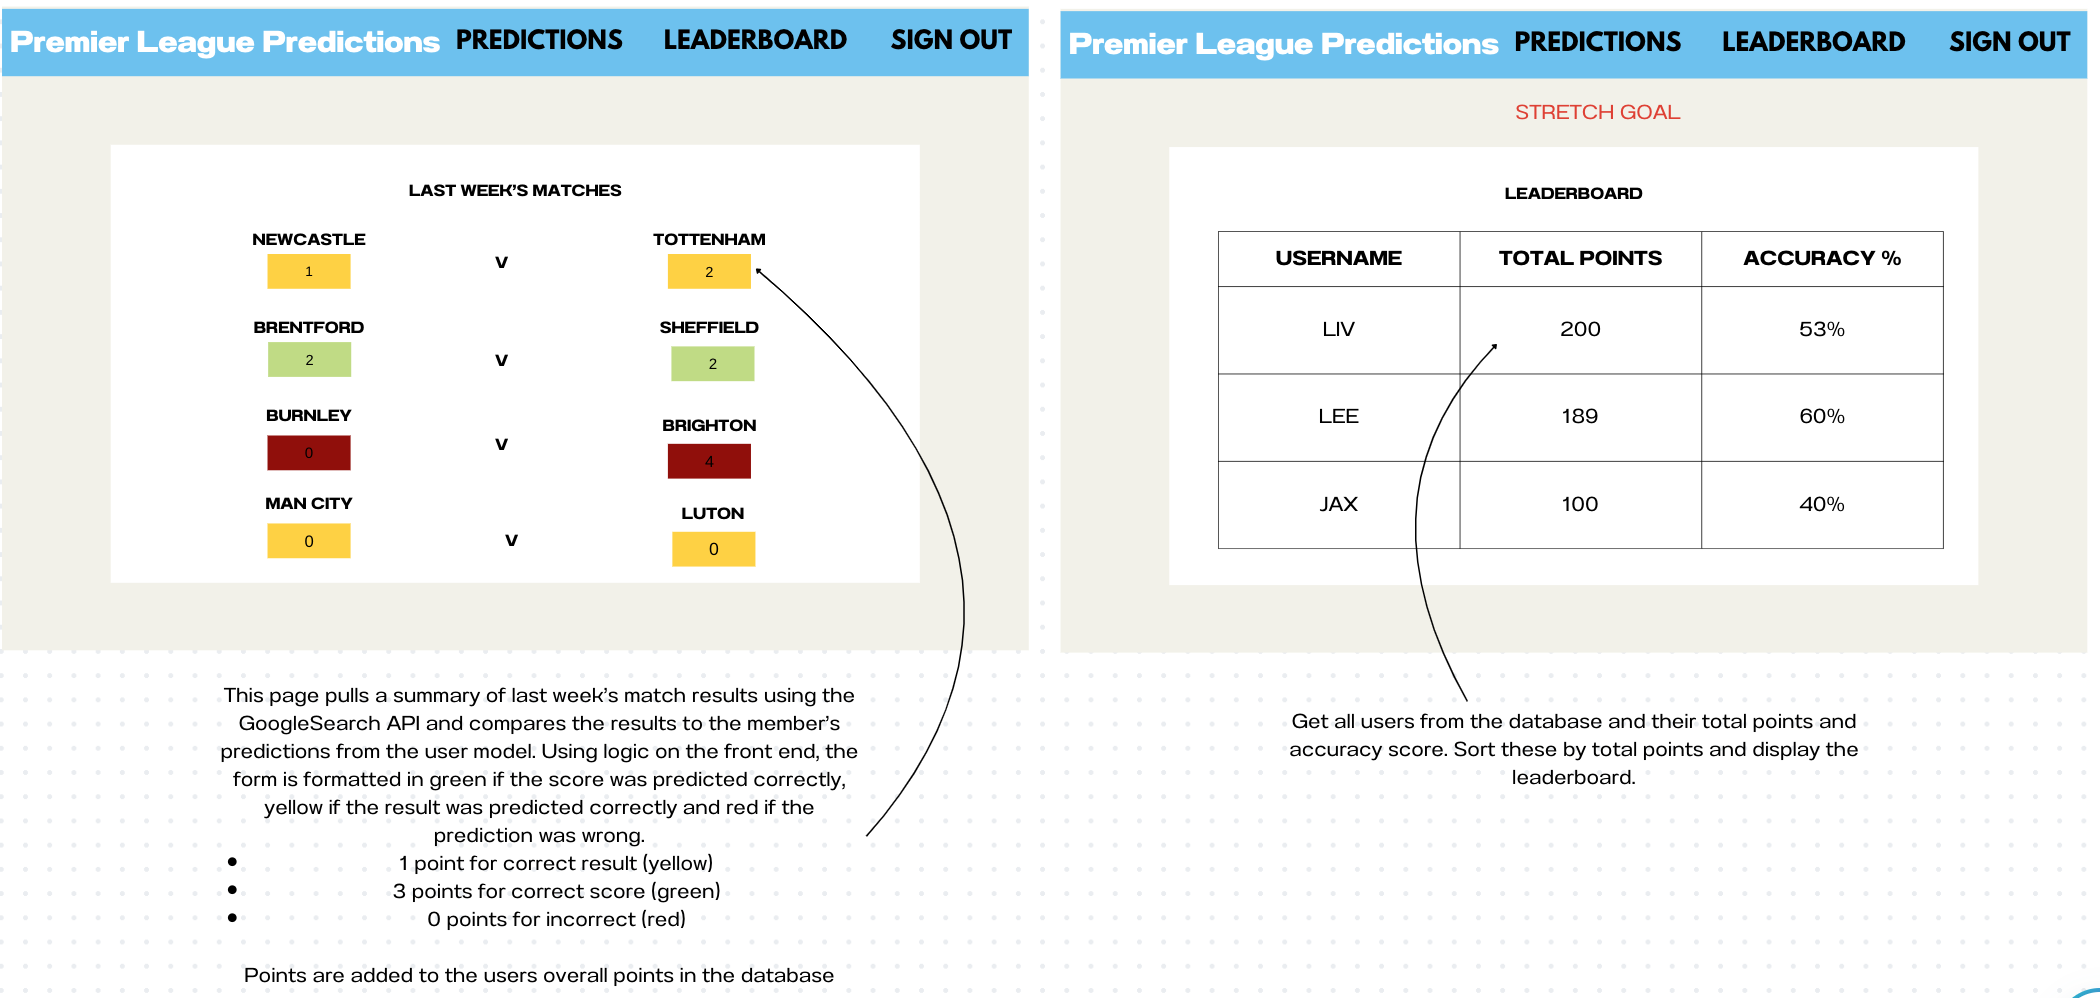 Premier League Predictions PREDICTIONS LEADERBOARD SIGN OUT
LAST WEEK'S MATCHES
NEWCASTLE v TOTTENHAM
1 2
BRENTFORD v SHEFFIELD
2 2
BURNLEY v BRIGHTON
0 4
MAN CITY v LUTON
0 0
This page pulls a summary of last week's match results using the
GoogleSearch API and compares the results to the member's
predictions from the user model. Using logic on the front end, the
form is formatted in green if the score was predicted correctly,
yellow if the result was predicted correctly and red if the
prediction was wrong.
• 1 point for correct result (yellow)
• 3 points for correct score (green)
• 0 points for incorrect (red)
Points are added to the users overall points in the database
Premier League Predictions PREDICTIONS LEADERBOARD SIGN OUT
STRETCH GOAL
LEADERBOARD
USERNAME TOTAL POINTS ACCURACY %
LIV 200 53%
LEE 189 60%
JAX 100 40%
Get all users from the database and their total points and
accuracy score. Sort these by total points and display the
leaderboard.